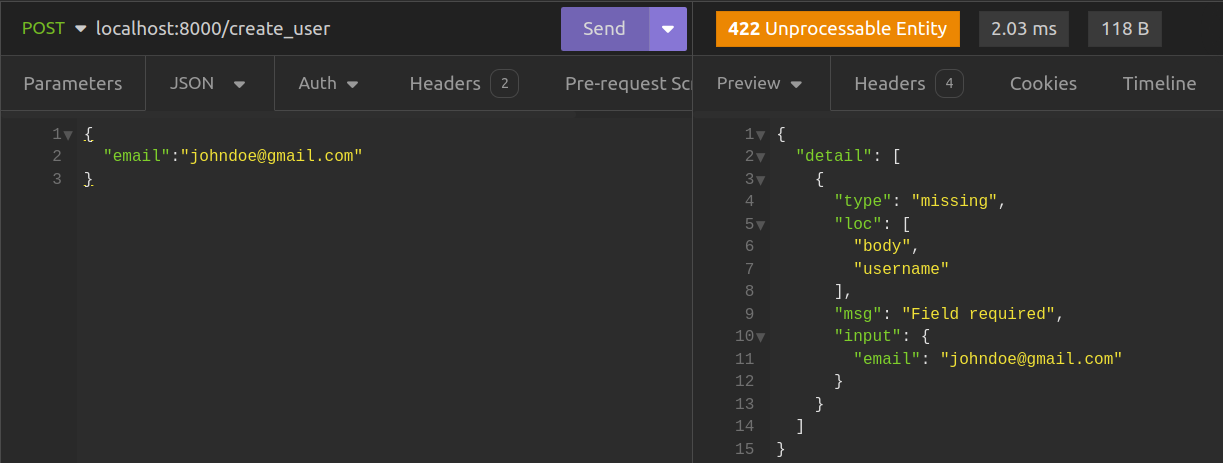 POST localhost:8000/create_user Send
Parameters JSON Auth Headers 2 Pre-request Sc
1 {
2 "email":"johndoe@gmail.com"
3 }
422 Unprocessable Entity 2.03 ms 118 B
Preview Headers 4 Cookies Timeline
1 {
2 "detail": [
3 {
4 "type": "missing",
5 "loc": [
6 "body",
7 "username"
8 ],
9 "msg": "Field required",
10 "input": {
11 "email": "johndoe@gmail.com"
12 }
13 }
14 ]
15 }